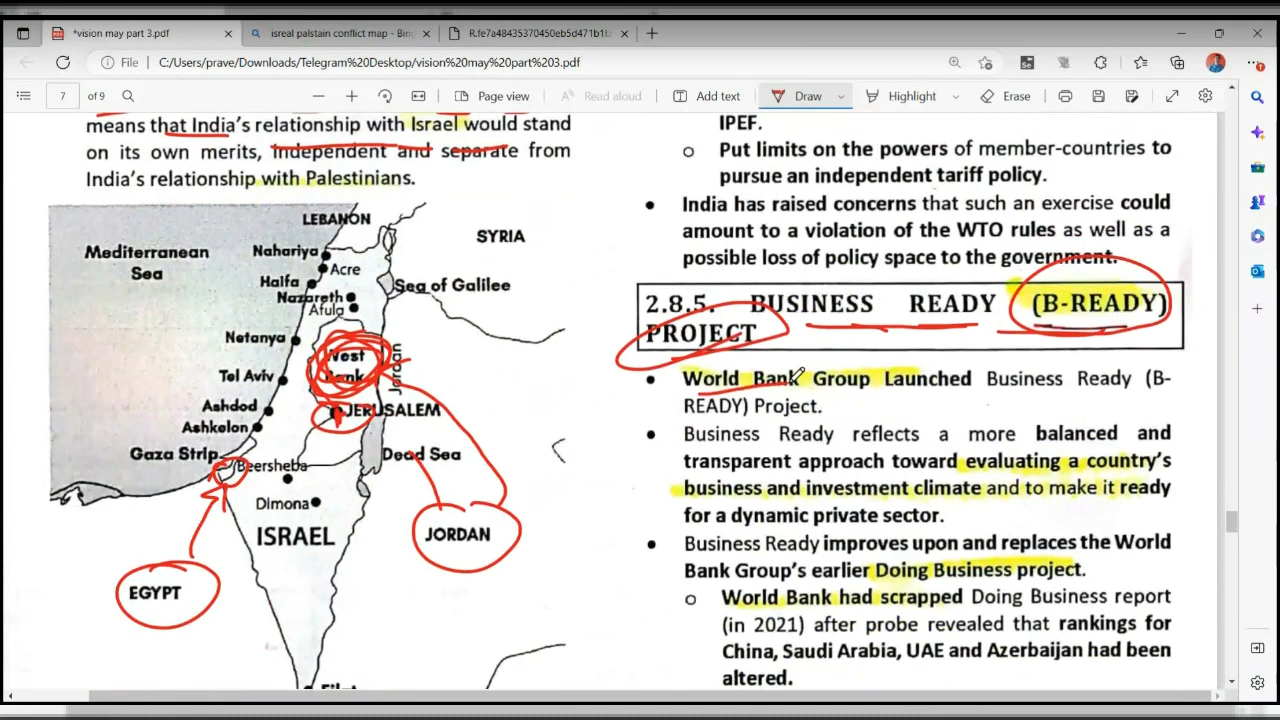 *vision may part 3.pdf
isreal palstain conflict map - Bing
R.fe7a48435370450eb5d471b1b
File
C:/Users/prave/Downloads/Telegram%20Desktop/vision%20may%20part%203.pdf
7 of 9
Page view
Read aloud
Add text
Draw
Highlight
Erase
means that India's relationship with Israel would stand
on its own merits, independent and separate from
India's relationship with Palestinians.
LEBANON
SYRIA
Mediterranean
Sea
Nahariya
Acre
Haifa
Sea of Galilee
Nazareth
Afula
Netanya
West
Bank
Jordan
Tel Aviv
Ashdod
JERUSALEM
Ashkelon
Gaza Strip
Beersheba
Dead Sea
Dimona
ISRAEL
JORDAN
EGYPT
Eilat
IPEF.
o Put limits on the powers of member-countries to
pursue an independent tariff policy.
• India has raised concerns that such an exercise could
amount to a violation of the WTO rules as well as a
possible loss of policy space to the government.
2.8.5. BUSINESS READY (B-READY)
PROJECT
• World Bank Group Launched Business Ready (B-
READY) Project.
• Business Ready reflects a more balanced and
transparent approach toward evaluating a country's
business and investment climate and to make it ready
for a dynamic private sector.
• Business Ready improves upon and replaces the World
Bank Group's earlier Doing Business project.
o World Bank had scrapped Doing Business report
(in 2021) after probe revealed that rankings for
China, Saudi Arabia, UAE and Azerbaijan had been
altered.